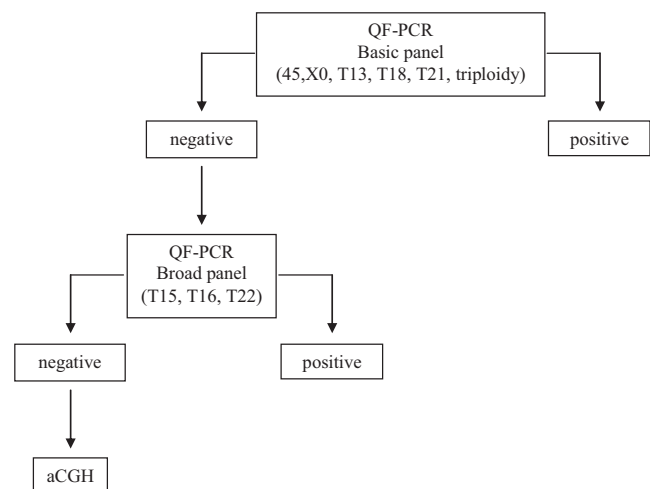 QF-PCR
Basic panel
(45,X0, T13, T18, T21, triploidy)
negative
positive
QF-PCR
Broad panel
(T15, T16, T22)
negative
positive
aCGH